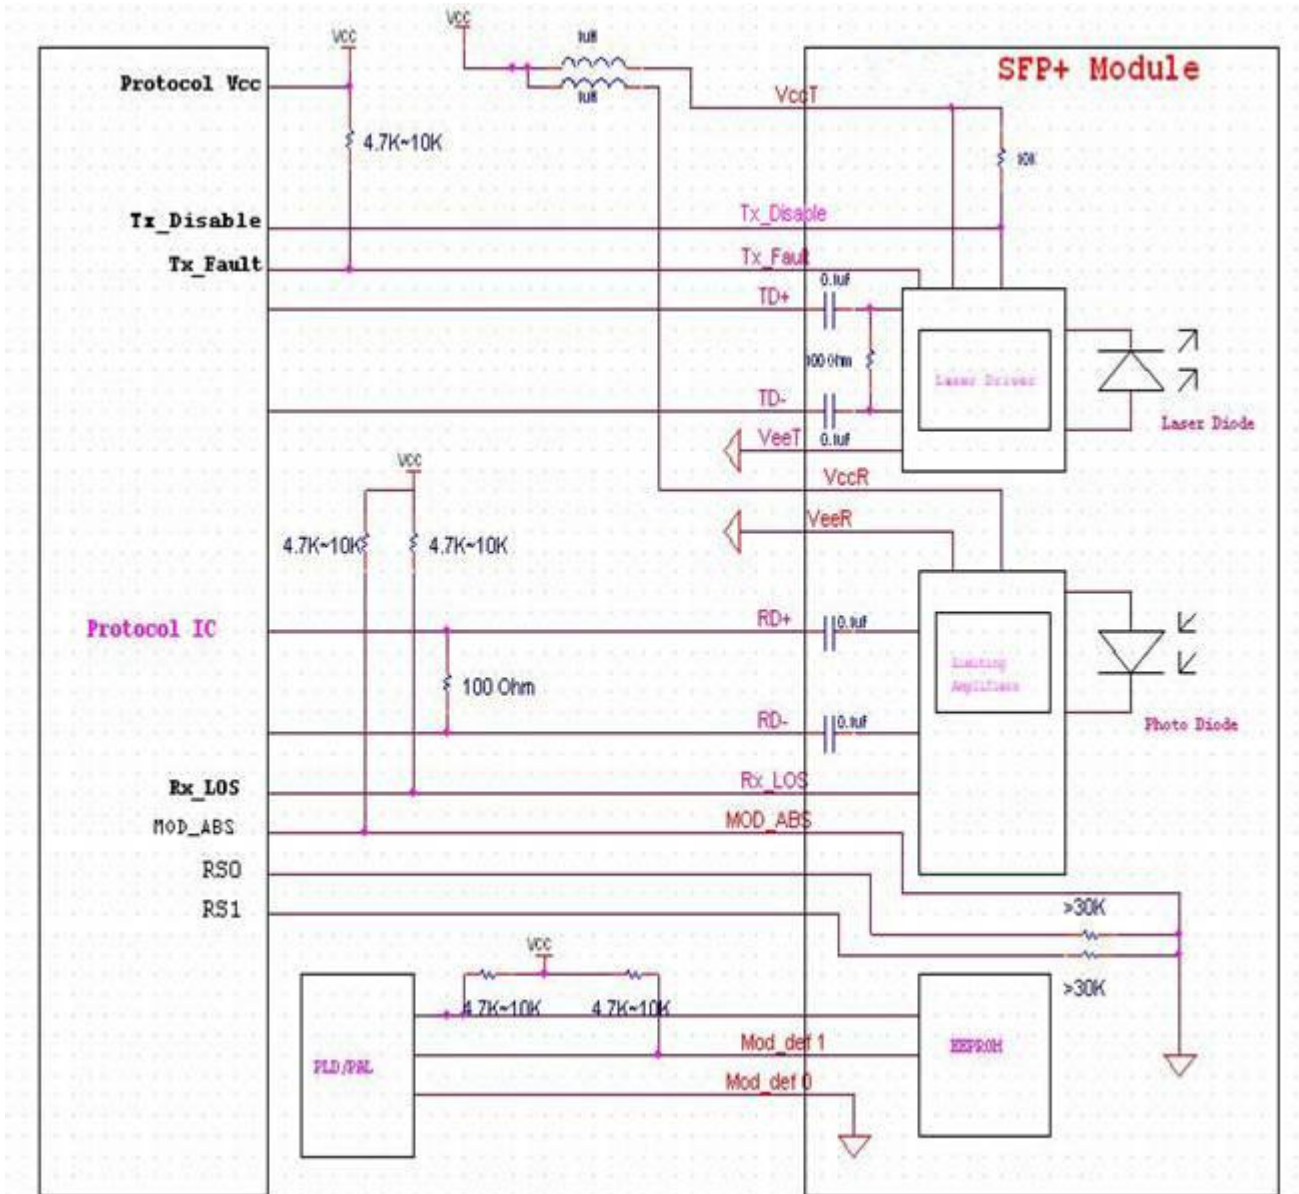 VCC
VCC
1uH
1uH
SFP+ Module
Protocol Vcc
VccT
4.7K~10K
10K
Tx_Disable
Tx_Disable
Tx_Fault
Tx_Fault
0.1uf
TD+
100 Ohm
Laser Driver
TD-
Laser Diode
VeeT
0.1uf
VCC
VccR
VeeR
4.7K~10K
4.7K~10K
Protocol IC
RD+
0.1uf
Limiting
Amplifiers
100 Ohm
RD-
0.1uf
Photo Diode
Rx_LOS
Rx_LOS
MOD_ABS
MOD_ABS
RS0
RS1
>30K
VCC
>30K
4.7K~10K
4.7K~10K
Mod_def 1
EEPROM
PLD/PAL
Mod_def 0